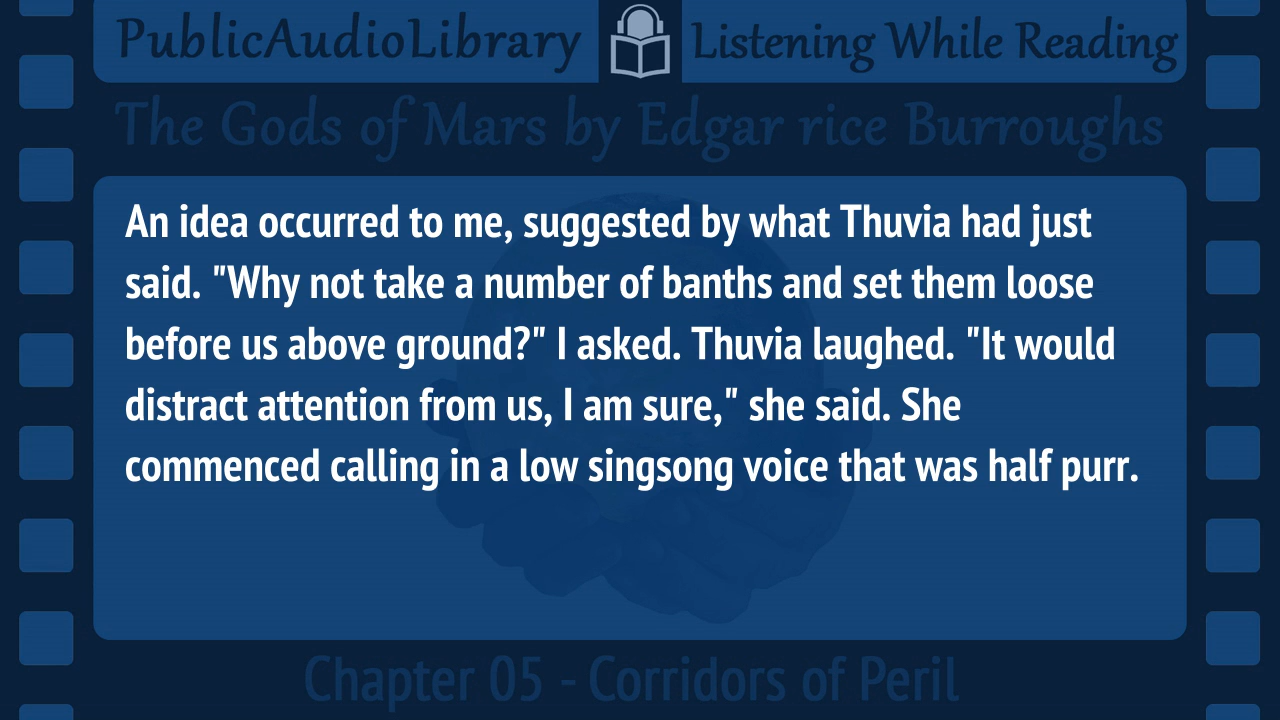 PublicAudioLibrary Listening While Reading
The Gods of Mars by Edgar rice Burroughs
An idea occurred to me, suggested by what Thuvia had just
said. "Why not take a number of banths and set them loose
before us above ground?" I asked. Thuvia laughed. "It would
distract attention from us, I am sure," she said. She
commenced calling in a low singsong voice that was half purr.
Chapter 05 - Corridors of Peril